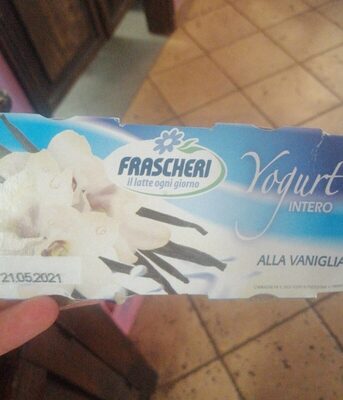 FRASCHERI
il latte ogni giorno
Yogurt
INTERO
ALLA VANIGLIA
21.05.2021